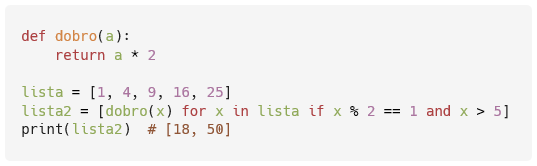 def dobro(a):
    return a * 2

lista = [1, 4, 9, 16, 25]
lista2 = [dobro(x) for x in lista if x % 2 == 1 and x > 5]
print(lista2)  # [18, 50]